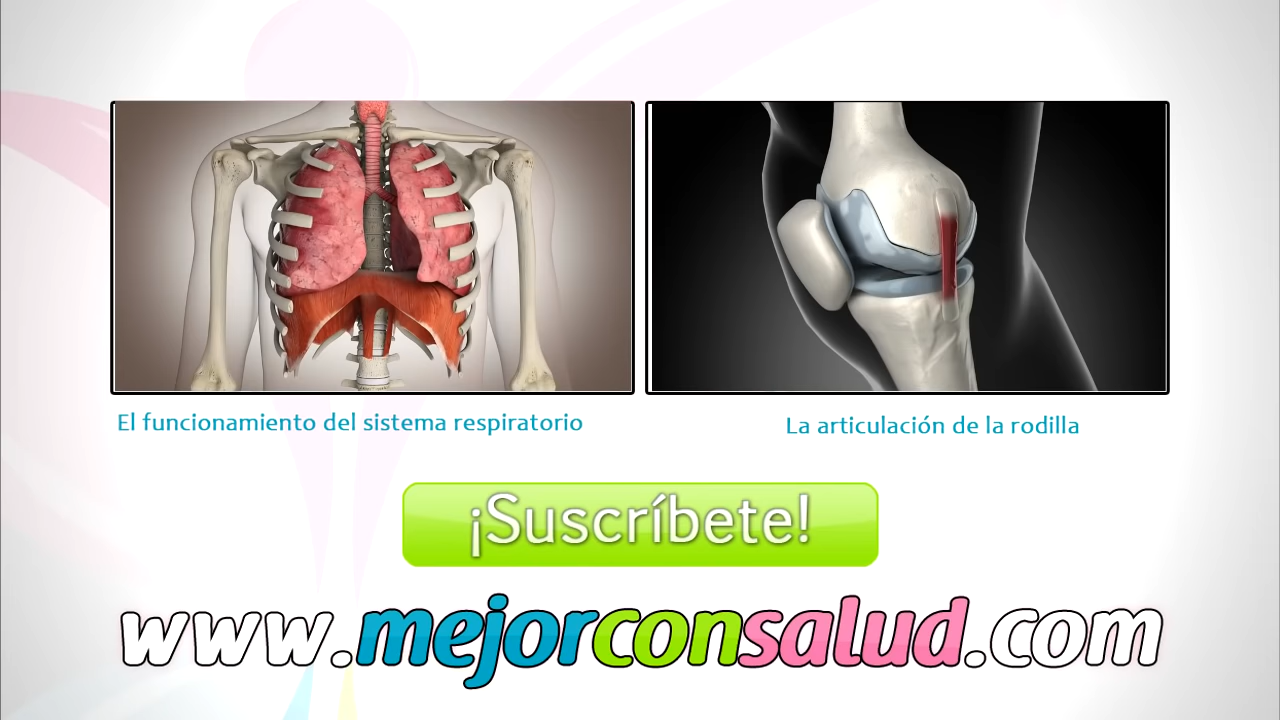 El funcionamiento del sistema respiratorio
La articulación de la rodilla
¡Suscríbete!
www.mejorconsalud.com